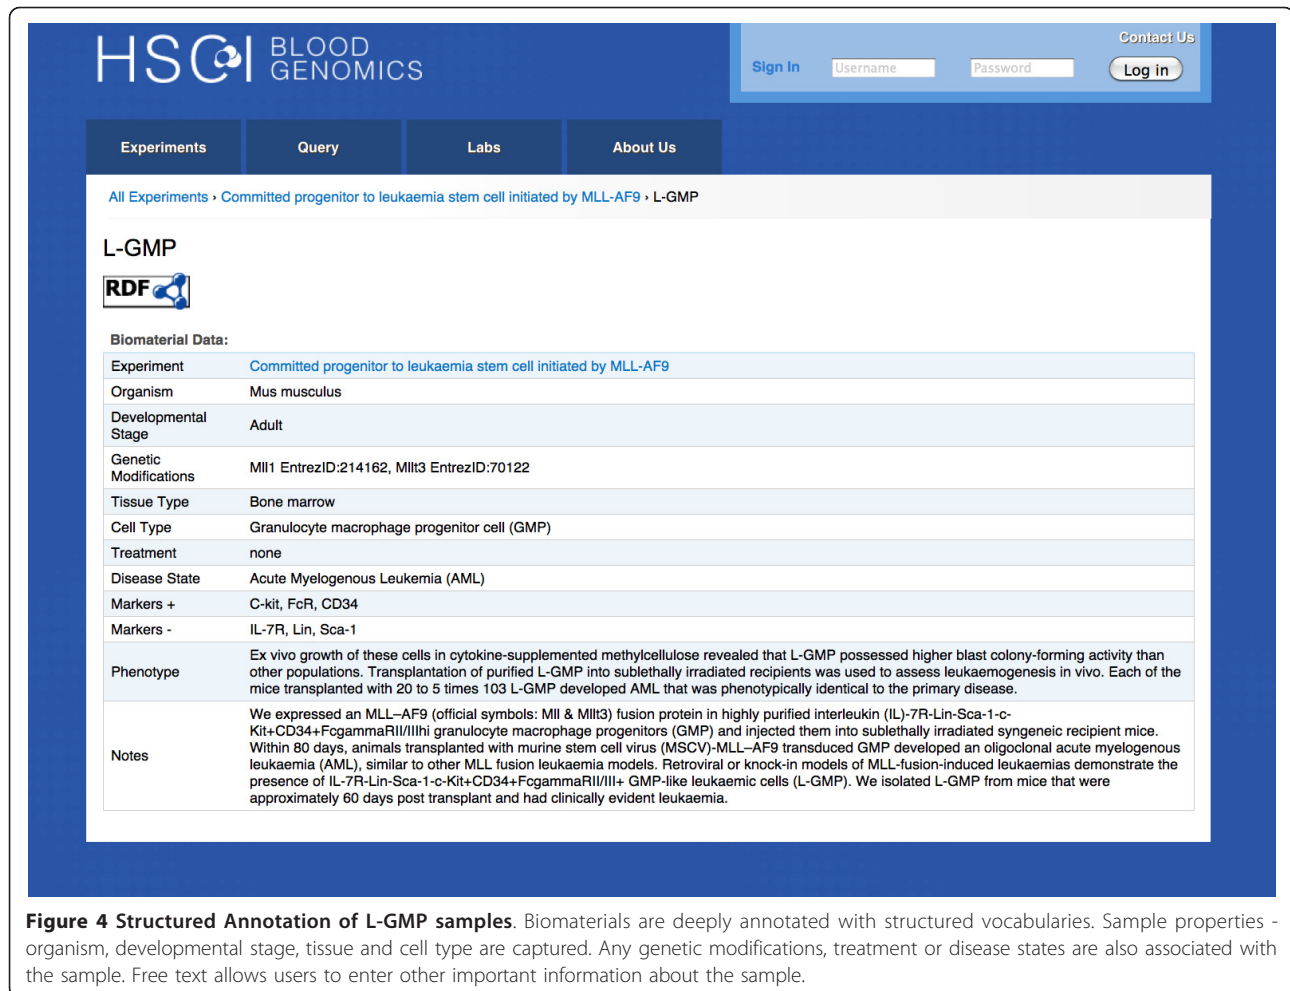 HSCI BLOOD GENOMICS
Contact Us
Sign In Username Password Log in
Experiments Query Labs About Us
All Experiments › Committed progenitor to leukaemia stem cell initiated by MLL-AF9 › L-GMP
L-GMP
RDF
Biomaterial Data:
Experiment Committed progenitor to leukaemia stem cell initiated by MLL-AF9
Organism Mus musculus
Developmental Stage Adult
Genetic Modifications Mll1 EntrezID:214162, Mllt3 EntrezID:70122
Tissue Type Bone marrow
Cell Type Granulocyte macrophage progenitor cell (GMP)
Treatment none
Disease State Acute Myelogenous Leukemia (AML)
Markers + C-kit, FcR, CD34
Markers - IL-7R, Lin, Sca-1
Phenotype
Ex vivo growth of these cells in cytokine-supplemented methylcellulose revealed that L-GMP possessed higher blast colony-forming activity than
other populations. Transplantation of purified L-GMP into sublethally irradiated recipients was used to assess leukaemogenesis in vivo. Each of the
mice transplanted with 20 to 5 times 103 L-GMP developed AML that was phenotypically identical to the primary disease.
Notes
We expressed an MLL–AF9 (official symbols: Mll & Mllt3) fusion protein in highly purified interleukin (IL)-7R-Lin-Sca-1-c-
Kit+CD34+FcgammaRII/IIIhi granulocyte macrophage progenitors (GMP) and injected them into sublethally irradiated syngeneic recipient mice.
Within 80 days, animals transplanted with murine stem cell virus (MSCV)-MLL–AF9 transduced GMP developed an oligoclonal acute myelogenous
leukaemia (AML), similar to other MLL fusion leukaemia models. Retroviral or knock-in models of MLL-fusion-induced leukaemias demonstrate the
presence of IL-7R-Lin-Sca-1-c-Kit+CD34+FcgammaRII/III+ GMP-like leukaemic cells (L-GMP). We isolated L-GMP from mice that were
approximately 60 days post transplant and had clinically evident leukaemia.
Figure 4 Structured Annotation of L-GMP samples. Biomaterials are deeply annotated with structured vocabularies. Sample properties -
organism, developmental stage, tissue and cell type are captured. Any genetic modifications, treatment or disease states are also associated with
the sample. Free text allows users to enter other important information about the sample.